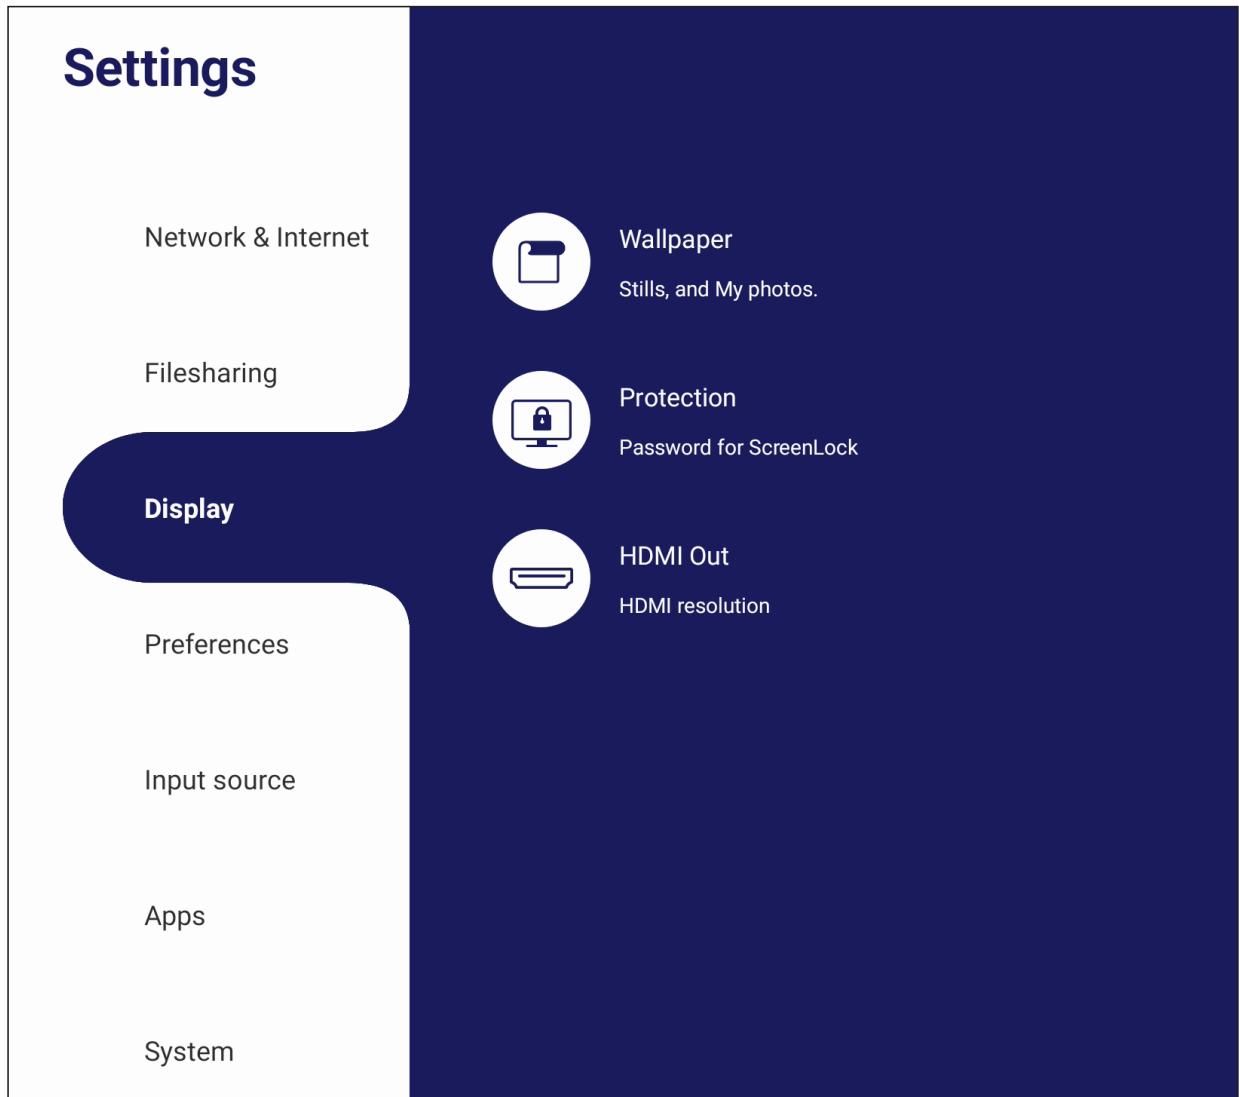 Settings
Network & Internet
Filesharing
Display
Preferences
Input source
Apps
System
Wallpaper
Stills, and My photos.
Protection
Password for ScreenLock
HDMI Out
HDMI resolution